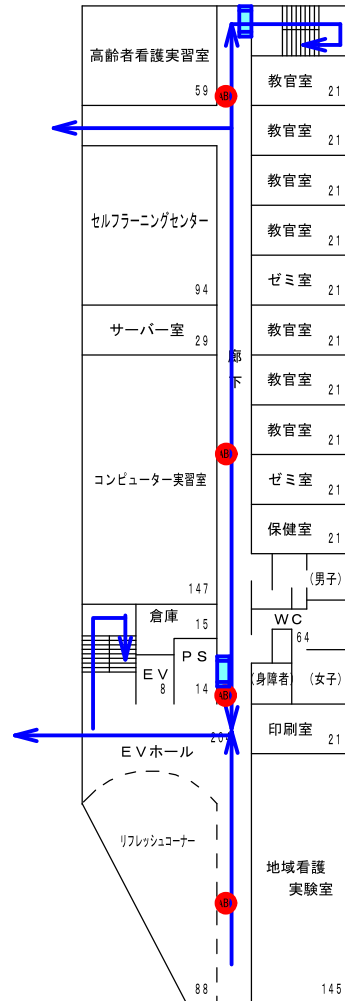 高齢者看護実習室
59
教官室
21
教官室
21
教官室
21
セルフラーニングセンター
94
教官室
21
ゼミ室
21
サーバー室
29
教官室
21
廊下
教官室
21
教官室
21
コンピューター実習室
147
ゼミ室
21
保健室
21
(男子)
倉庫
15
WC
64
PS
14
EV
8
(身障者)
(女子)
印刷室
21
EVホール
リフレッシュコーナー
88
地域看護
実験室
145